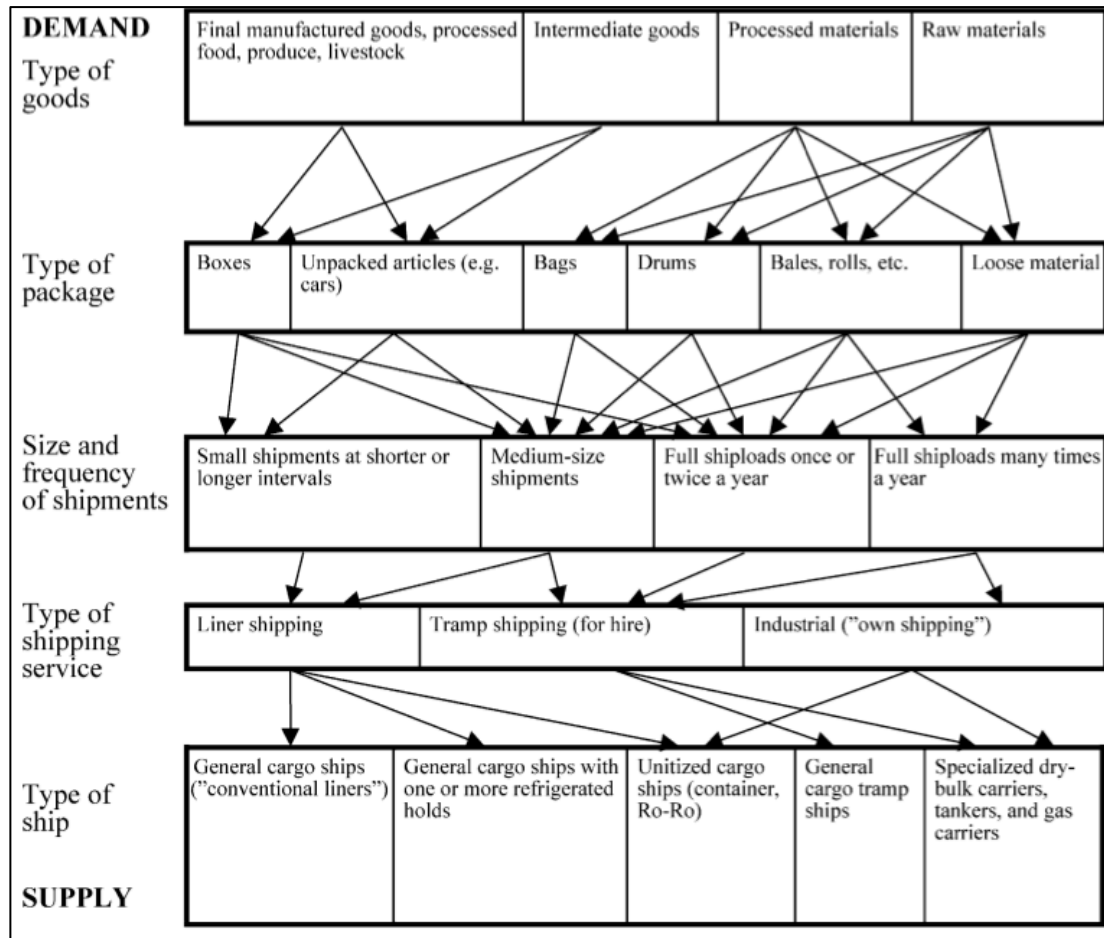 DEMAND
Type of
goods
Final manufactured goods, processed
food, produce, livestock
Intermediate goods
Processed materials
Raw materials
Type of
package
Boxes
Unpacked articles (e.g.
cars)
Bags
Drums
Bales, rolls, etc.
Loose material
Size and
frequency
of shipments
Small shipments at shorter or
longer intervals
Medium-size
shipments
Full shiploads once or
twice a year
Full shiploads many times
a year
Type of
shipping
service
Liner shipping
Tramp shipping (for hire)
Industrial (”own shipping”)
Type of
ship
General cargo ships
(”conventional liners”)
General cargo ships with
one or more refrigerated
holds
Unitized cargo
ships (container,
Ro-Ro)
General
cargo tramp
ships
Specialized dry-
bulk carriers,
tankers, and gas
carriers
SUPPLY